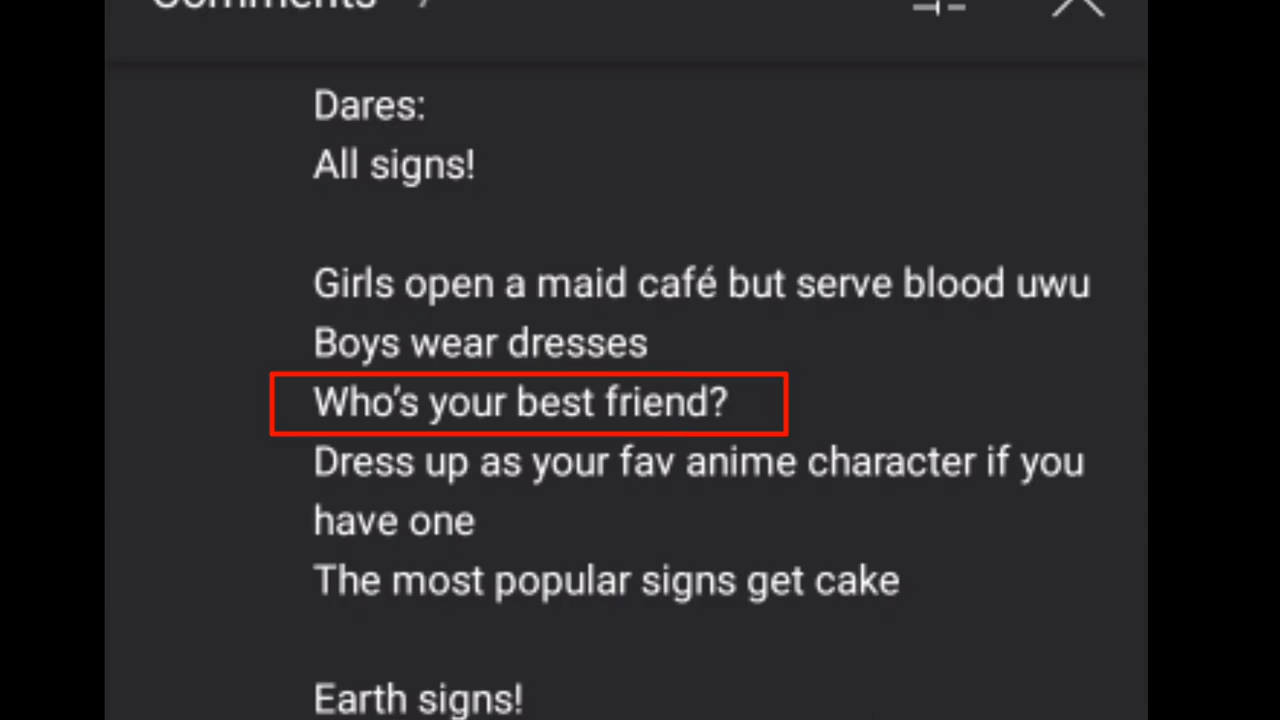 Comments
Dares:
All signs!
Girls open a maid café but serve blood uwu
Boys wear dresses
Who's your best friend?
Dress up as your fav anime character if you
have one
The most popular signs get cake
Earth signs!